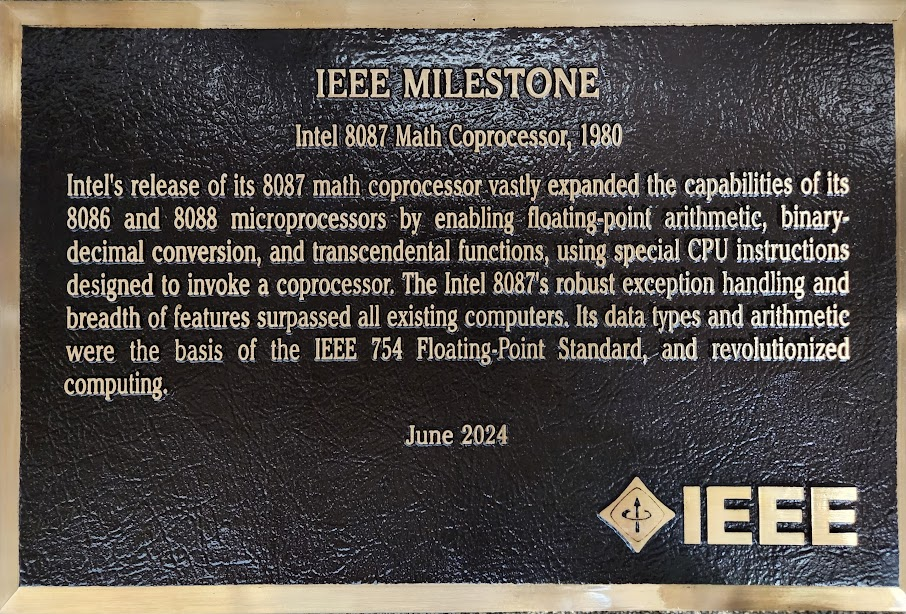 IEEE MILESTONE
Intel 8087 Math Coprocessor, 1980
Intel's release of its 8087 math coprocessor vastly expanded the capabilities of its
8086 and 8088 microprocessors by enabling floating-point arithmetic, binary-
decimal conversion, and transcendental functions, using special CPU instructions
designed to invoke a coprocessor. The Intel 8087's robust exception handling and
breadth of features surpassed all existing computers. Its data types and arithmetic
were the basis of the IEEE 754 Floating-Point Standard, and revolutionized
computing.
June 2024
IEEE